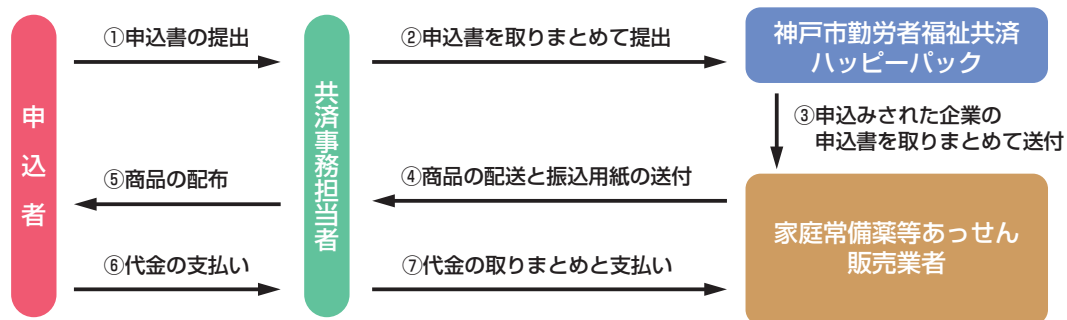 ①申込書の提出
②申込書を取りまとめて提出
神戸市勤労者福祉共済
ハッピーパック
申込者
共済事務担当者
③申込みされた企業の
申込書を取りまとめて送付
⑤商品の配布
④商品の配送と振込用紙の送付
家庭常備薬等あっせん
販売業者
⑥代金の支払い
⑦代金の取りまとめと支払い